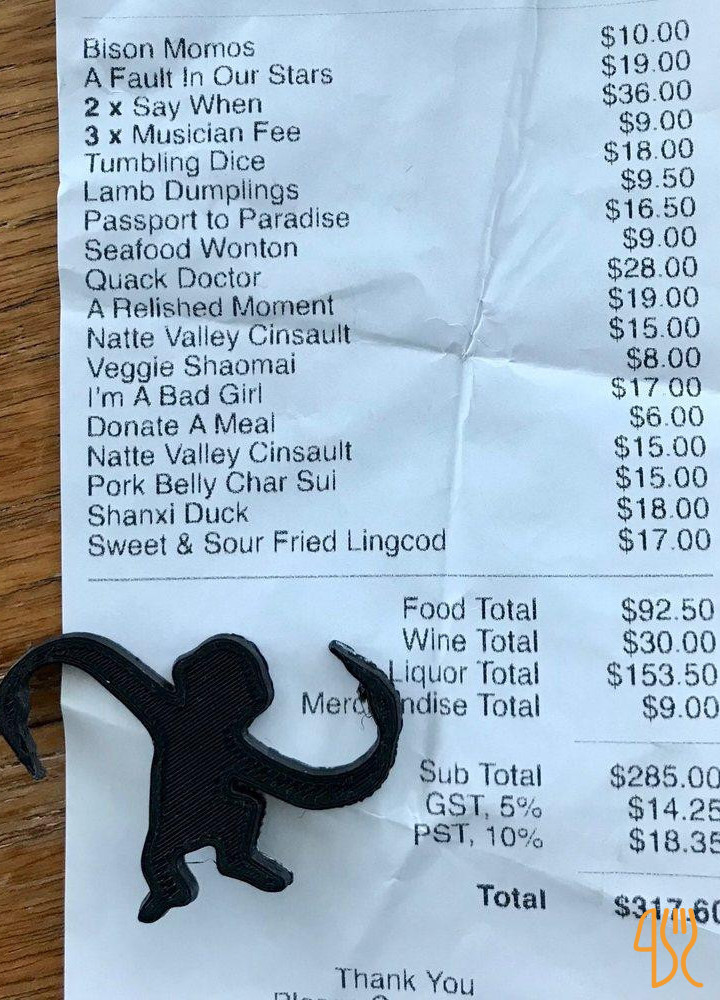 Bison Momos $10.00
A Fault In Our Stars $19.00
2 x Say When $36.00
3 x Musician Fee $9.00
Tumbling Dice $18.00
Lamb Dumplings $9.50
Passport to Paradise $16.50
Seafood Wonton $9.00
Quack Doctor $28.00
A Relished Moment $19.00
Natte Valley Cinsault $15.00
Veggie Shaomai $8.00
I'm A Bad Girl $17.00
Donate A Meal $6.00
Natte Valley Cinsault $15.00
Pork Belly Char Sui $15.00
Shanxi Duck $18.00
Sweet & Sour Fried Lingcod $17.00
Food Total $92.50
Wine Total $30.00
Liquor Total $153.50
Merchandise Total $9.00
Sub Total $285.00
GST, 5% $14.25
PST, 10% $18.35
Total $317.60
Thank You